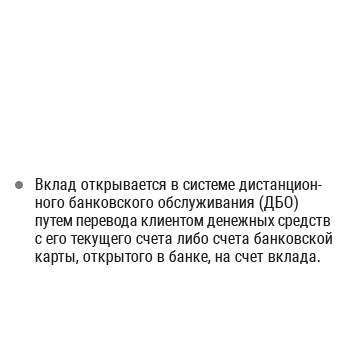 Вклад открывается в системе дистанцион-
ного банковского обслуживания (ДБО)
путем перевода клиентом денежных средств
с его текущего счета либо счета банковской
карты, открытого в банке, на счет вклада.